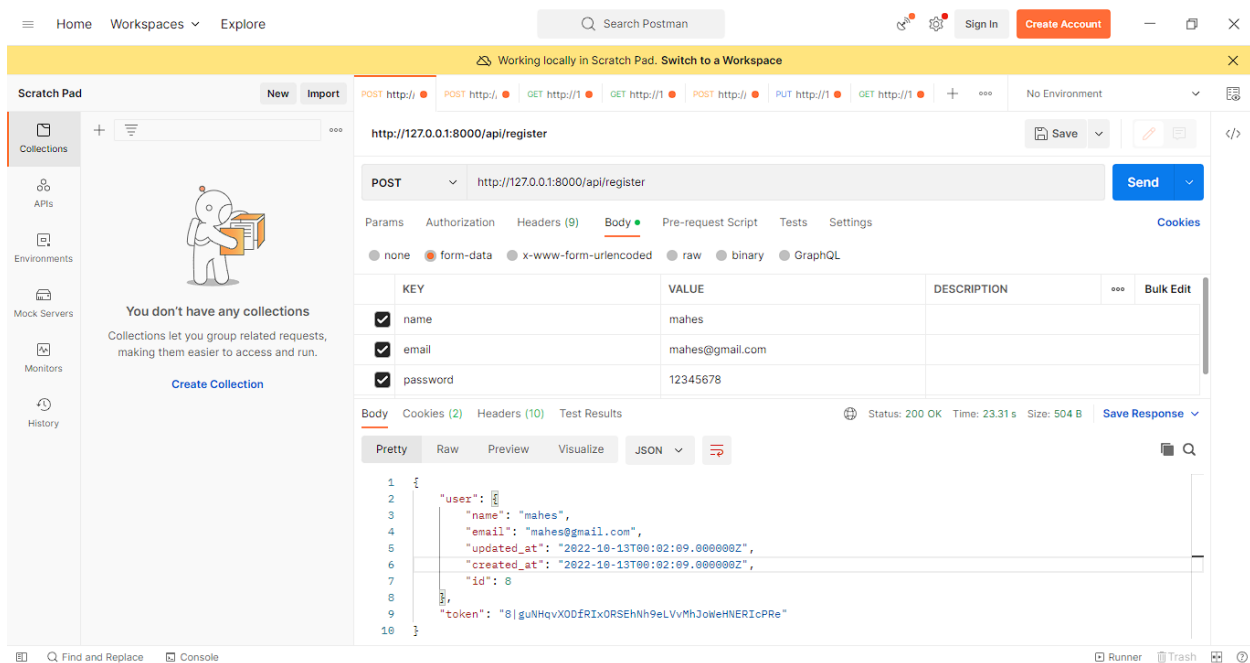 Home Workspaces Explore Search Postman Sign In Create Account
Working locally in Scratch Pad. Switch to a Workspace
Scratch Pad New Import POST http:/ POST http:/ GET http://1 GET http://1 POST http:/ PUT http://1 GET http://1 No Environment
Collections
APIs
Environments
Mock Servers
Monitors
History
You don't have any collections
Collections let you group related requests,
making them easier to access and run.
Create Collection
http://127.0.0.1:8000/api/register Save
POST http://127.0.0.1:8000/api/register Send
Params Authorization Headers (9) Body Pre-request Script Tests Settings Cookies
none form-data x-www-form-urlencoded raw binary GraphQL
KEY VALUE DESCRIPTION Bulk Edit
name mahes
email mahes@gmail.com
password 12345678
Body Cookies (2) Headers (10) Test Results Status: 200 OK Time: 23.31 s Size: 504 B Save Response
Pretty Raw Preview Visualize JSON
1 {
2 "user": {
3 "name": "mahes",
4 "email": "mahes@gmail.com",
5 "updated_at": "2022-10-13T00:02:09.000000Z",
6 "created_at": "2022-10-13T00:02:09.000000Z",
7 "id": 8
8 },
9 "token": "8|guNHqvXODfRIxORSEhNh9eLVvMhJoWeHNERIcPRe"
10 }
Find and Replace Console Runner Trash